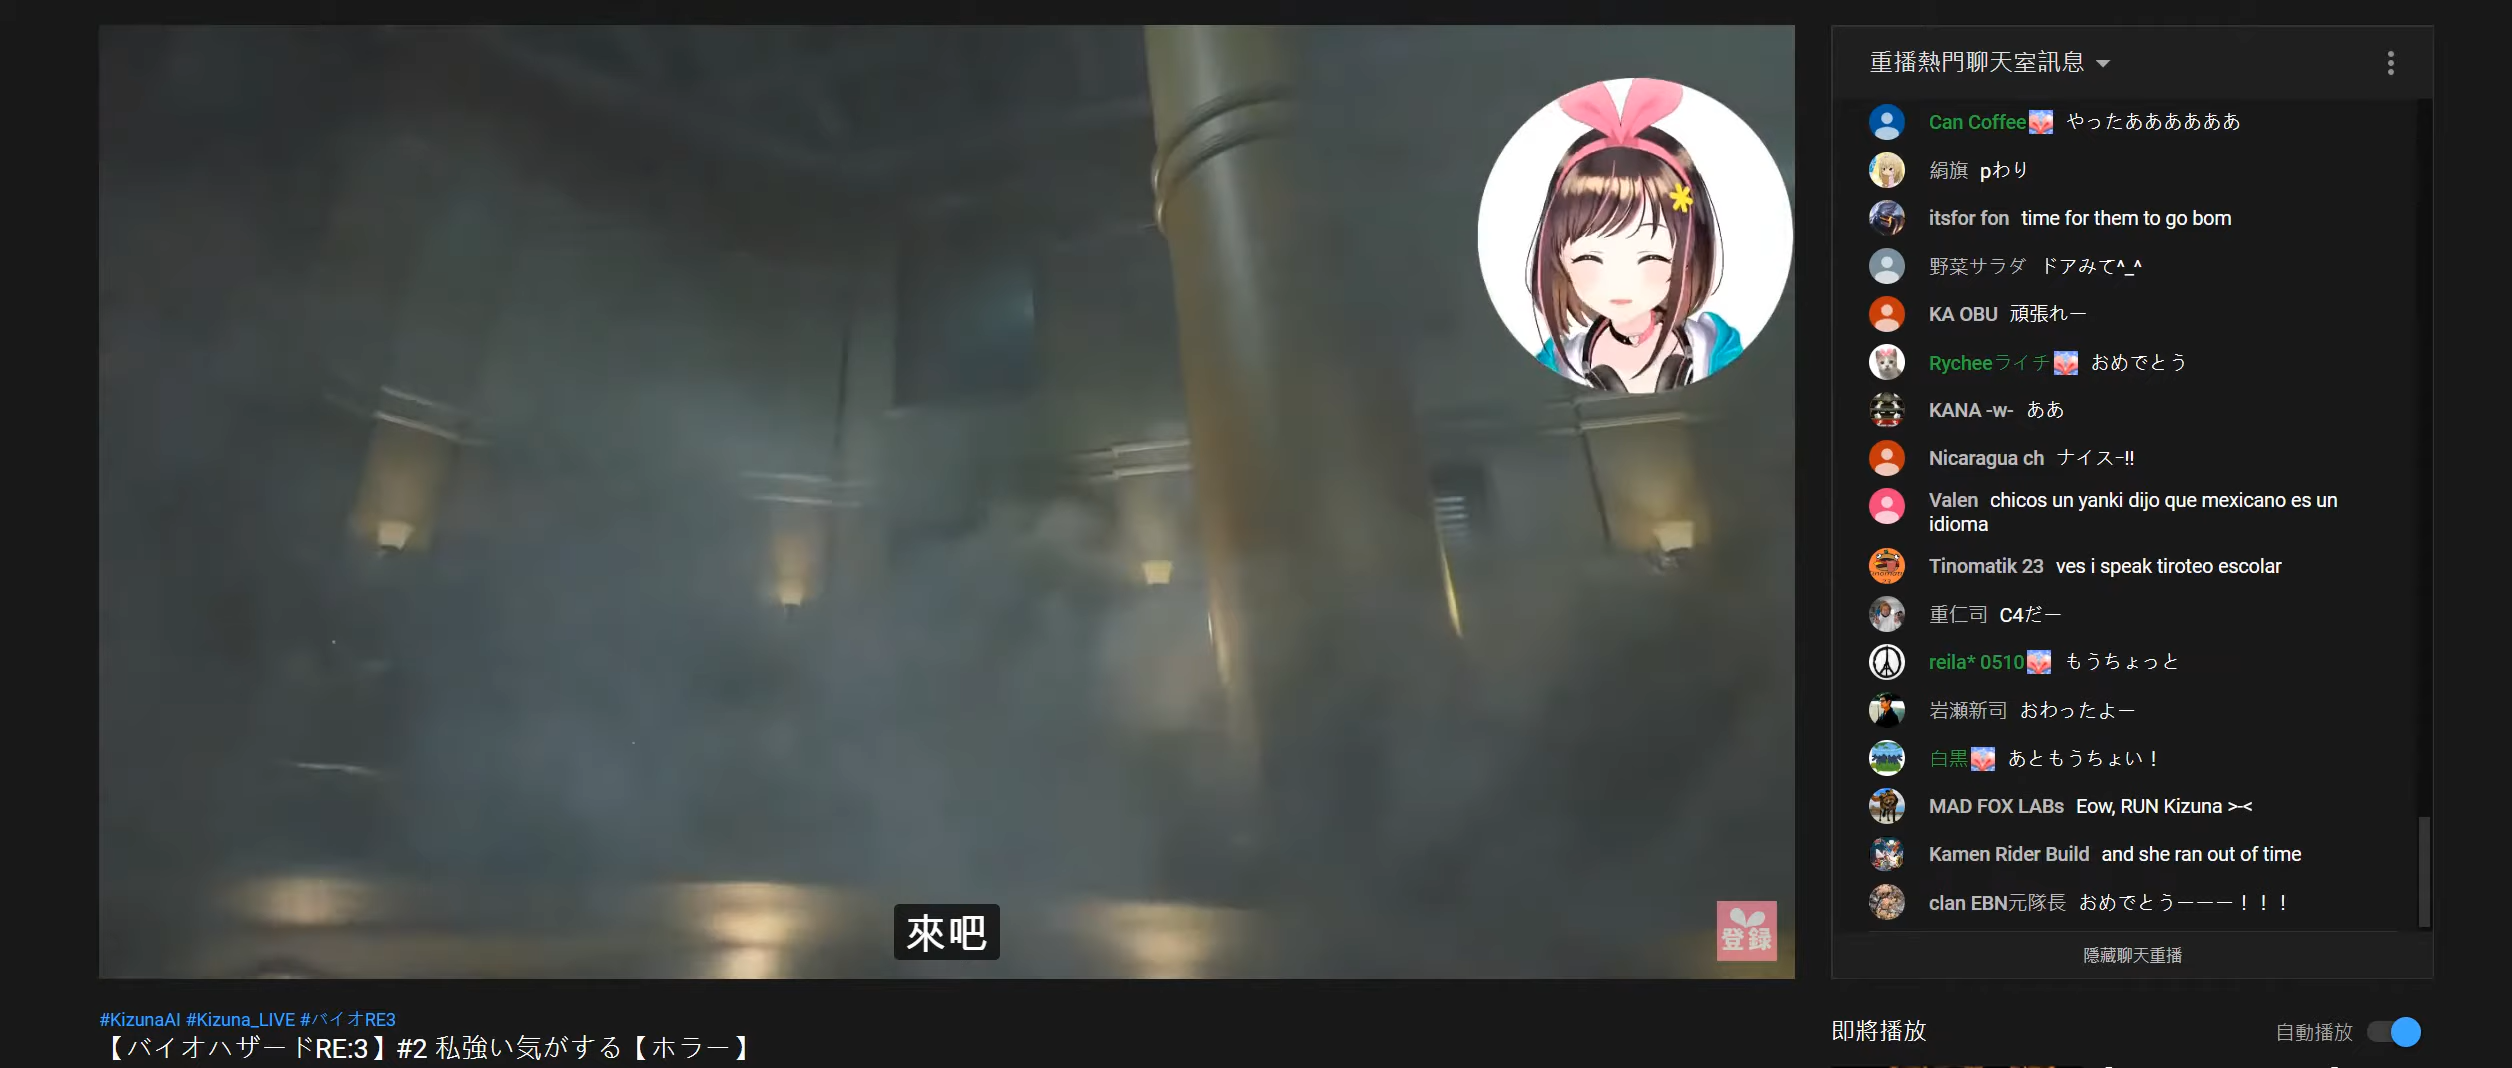 重播熱門聊天室訊息
Can Coffee やったああああああ
絹旗 pわり
itsfor fon time for them to go bom
野菜サラダ ドアみて^_^
KA OBU 頑張れー
Rycheeライチ おめでとう
KANA -w- ああ
Nicaragua ch ナイス-!!
Valen chicos un yanki dijo que mexicano es un
idioma
Tinomatik 23 ves i speak tiroteo escolar
重仁司 C4だー
reila* 0510 もうちょっと
岩瀬新司 おわったよー
白黒 あともうちょい！
MAD FOX LABs Eow, RUN Kizuna >-<
Kamen Rider Build and she ran out of time
clan EBN元隊長 おめでとうーーー！！！
隱藏聊天重播
來吧
登録
#KizunaAI #Kizuna_LIVE #バイオRE3
【バイオハザードRE:3】#2 私強い気がする【ホラー】
即將播放
自動播放